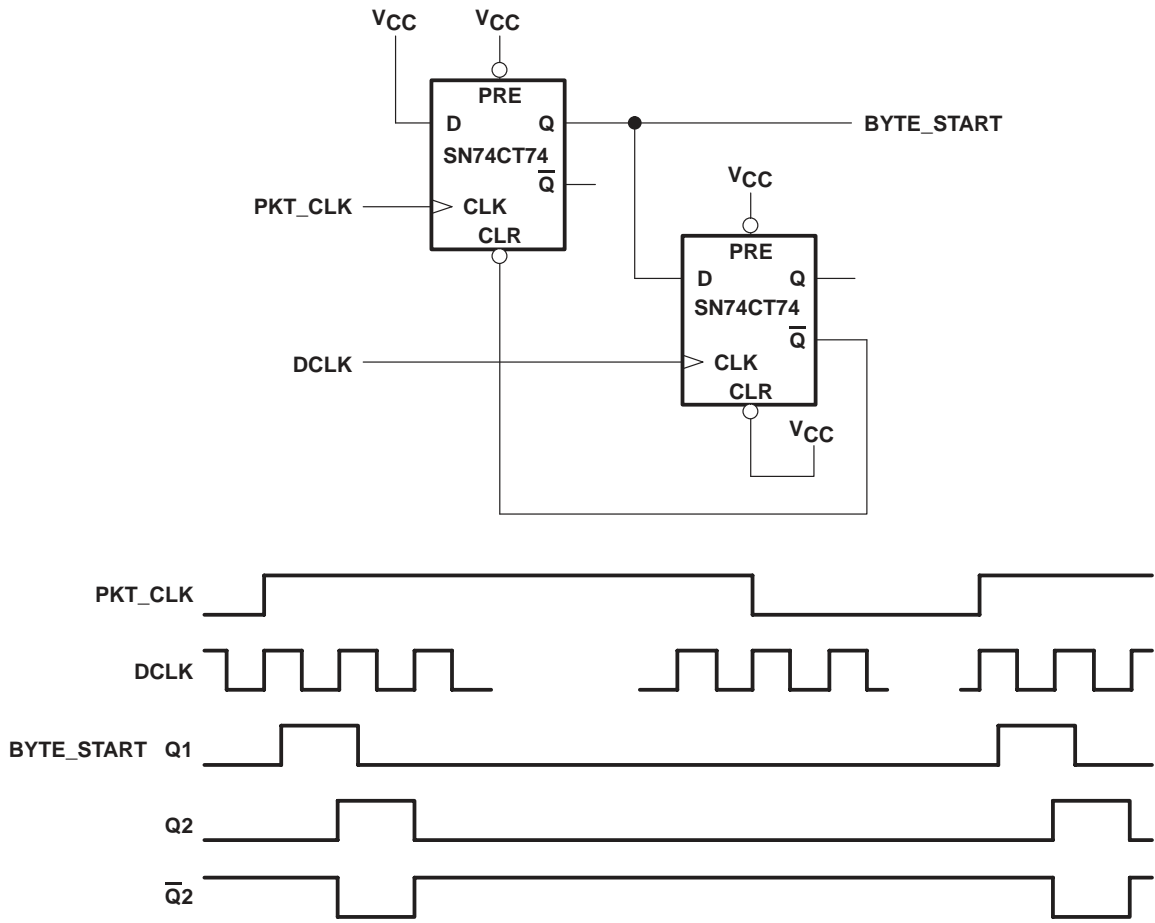 VCC
VCC
PRE
D
Q
BYTE_START
SN74CT74
Q̅
VCC
PKT_CLK
CLK
CLR
PRE
D
Q
SN74CT74
Q̅
DCLK
CLK
CLR
VCC
PKT_CLK
DCLK
BYTE_START Q1
Q2
Q̅2